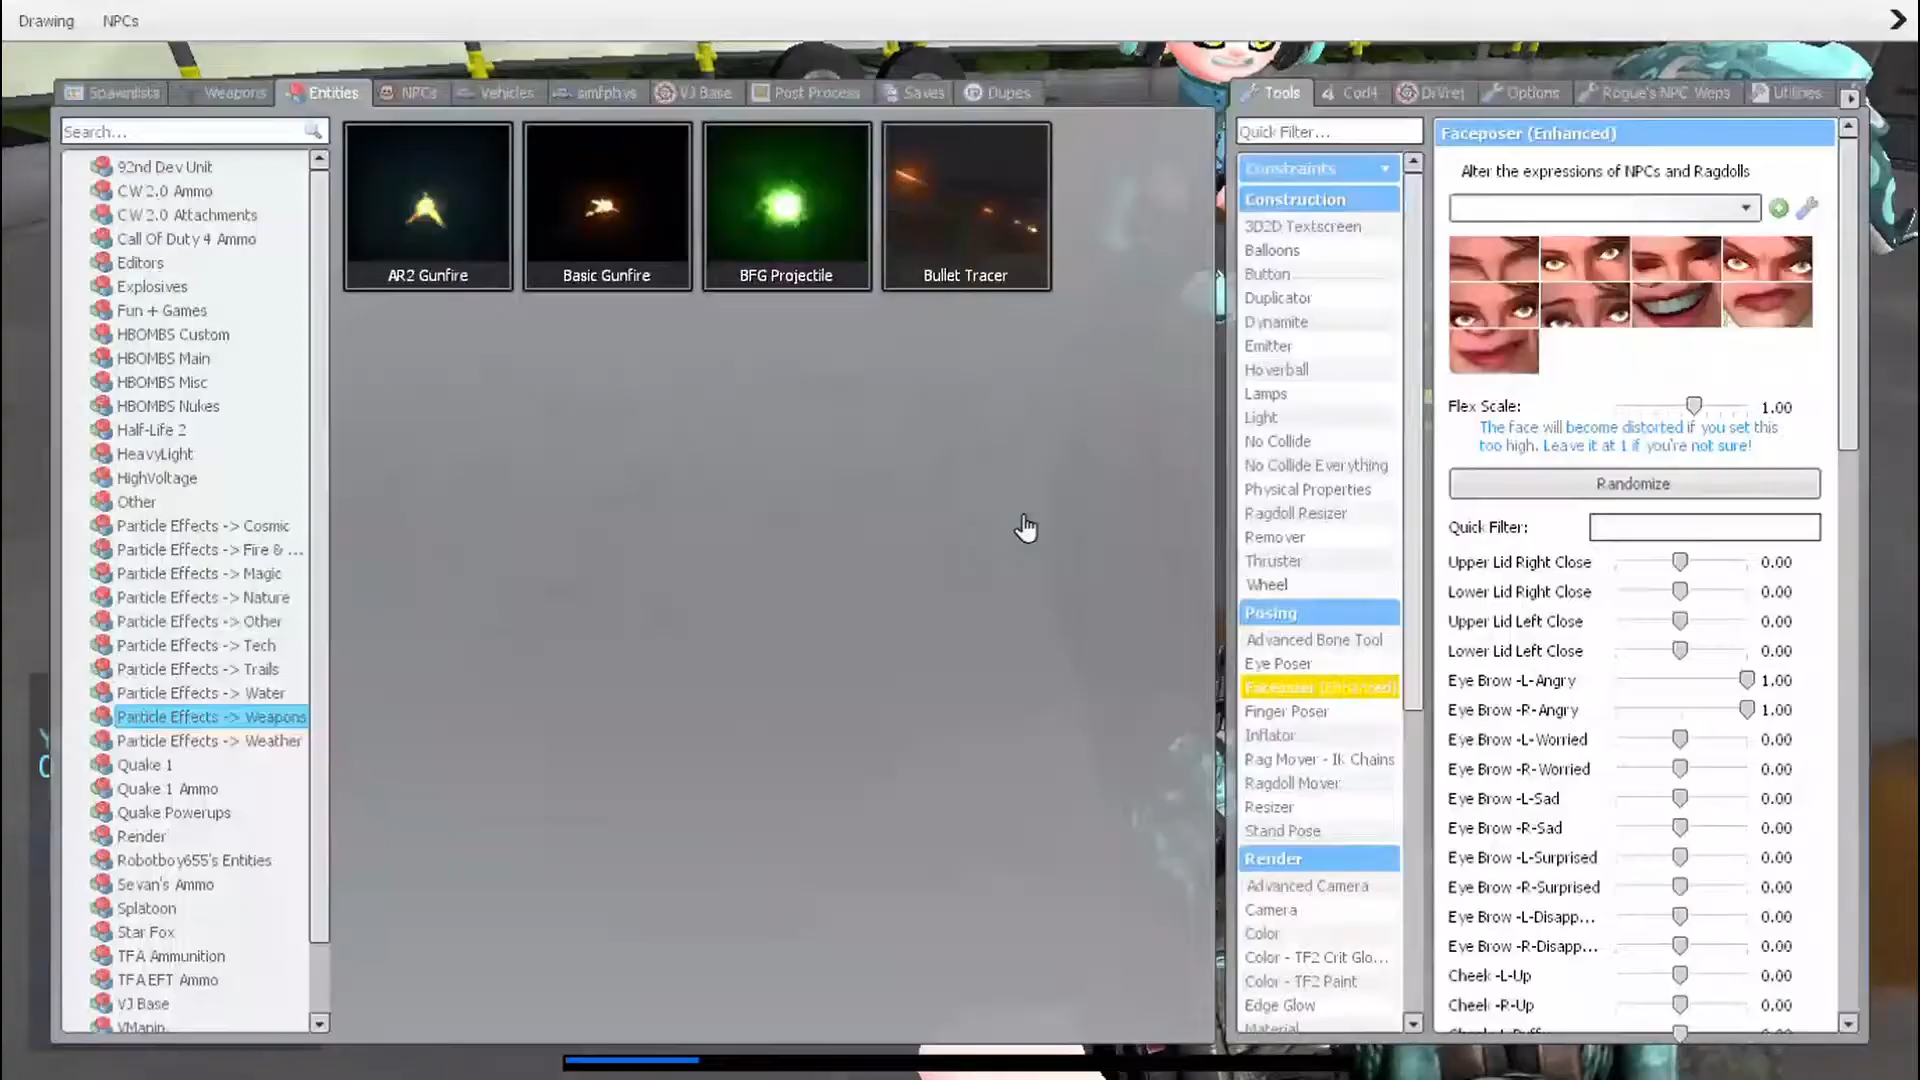 Drawing NPCs
Spawnlists Weapons Entities NPCs Vehicles simfphys VJ Base Post Process Saves Dupes
Search...
92nd Dev Unit
CW 2.0 Ammo
CW 2.0 Attachments
Call Of Duty 4 Ammo
Editors
Explosives
Fun + Games
HBOMBS Custom
HBOMBS Main
HBOMBS Misc
HBOMBS Nukes
Half-Life 2
HeavyLight
HighVoltage
Other
Particle Effects -> Cosmic
Particle Effects -> Fire & ...
Particle Effects -> Magic
Particle Effects -> Nature
Particle Effects -> Other
Particle Effects -> Tech
Particle Effects -> Trails
Particle Effects -> Water
Particle Effects -> Weapons
Particle Effects -> Weather
Quake 1
Quake 1 Ammo
Quake Powerups
Render
Robotboy655's Entities
Sevan's Ammo
Splatoon
Star Fox
TFA Ammunition
TFA EFT Ammo
VJ Base
VManip
AR2 Gunfire
Basic Gunfire
BFG Projectile
Bullet Tracer
Tools Cod4 DrVrej Options Rogue's NPC Weps Utilities
Quick Filter...
Constraints
Construction
3D2D Textscreen
Balloons
Button
Duplicator
Dynamite
Emitter
Hoverball
Lamps
Light
No Collide
No Collide Everything
Physical Properties
Ragdoll Resizer
Remover
Thruster
Wheel
Posing
Advanced Bone Tool
Eye Poser
Faceposer (Enhanced)
Finger Poser
Inflator
Rag Mover - IK Chains
Ragdoll Mover
Resizer
Stand Pose
Render
Advanced Camera
Camera
Color
Color - TF2 Crit Glo...
Color - TF2 Paint
Edge Glow
Material
Faceposer (Enhanced)
Alter the expressions of NPCs and Ragdolls
Flex Scale: 1.00
The face will become distorted if you set this
too high. Leave it at 1 if you're not sure!
Randomize
Quick Filter:
Upper Lid Right Close 0.00
Lower Lid Right Close 0.00
Upper Lid Left Close 0.00
Lower Lid Left Close 0.00
Eye Brow -L-Angry 1.00
Eye Brow -R-Angry 1.00
Eye Brow -L-Worried 0.00
Eye Brow -R-Worried 0.00
Eye Brow -L-Sad 0.00
Eye Brow -R-Sad 0.00
Eye Brow -L-Surprised 0.00
Eye Brow -R-Surprised 0.00
Eye Brow -L-Disapp... 0.00
Eye Brow -R-Disapp... 0.00
Cheek -L-Up 0.00
Cheek -R-Up 0.00